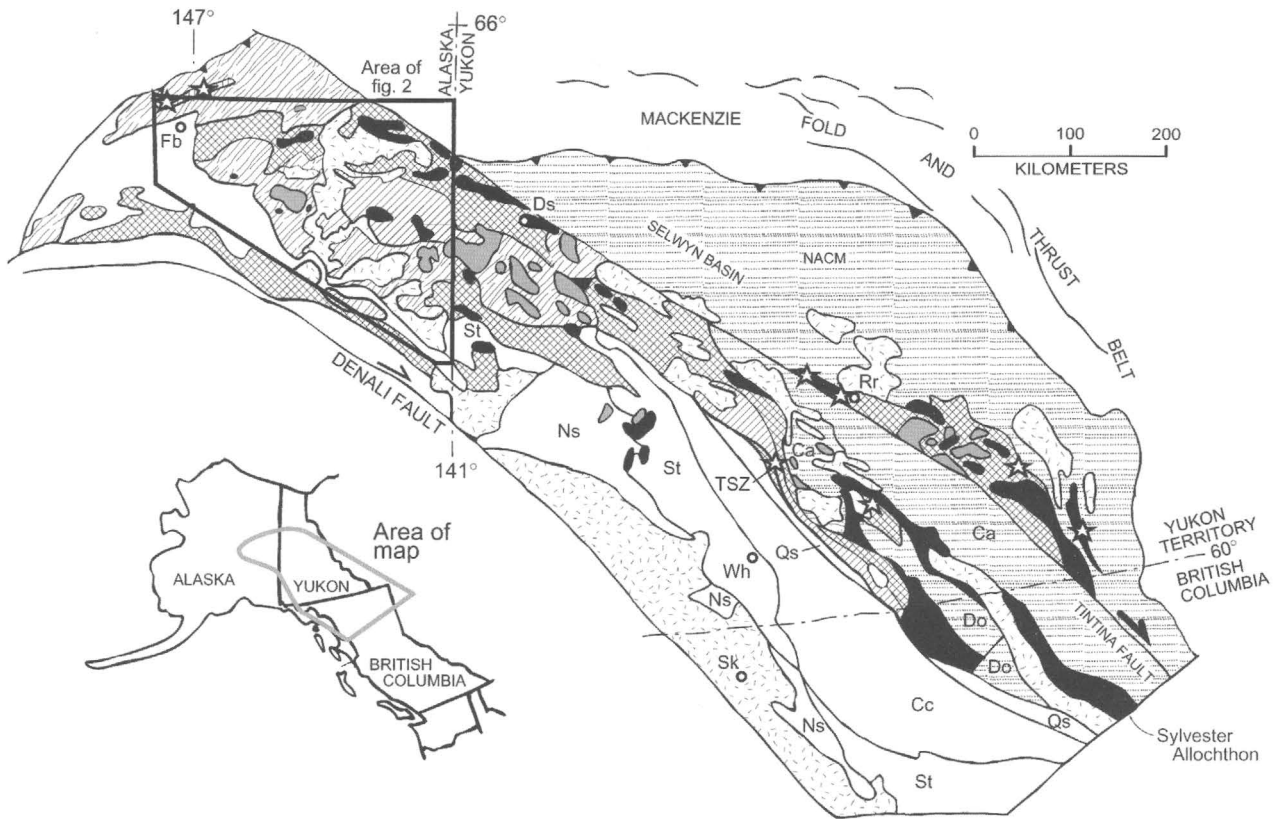 147°
66°
ALASKA
YUKON
Area of
fig. 2
MACKENZIE
FOLD
AND
THRUST
BELT
0 100 200
KILOMETERS
Fb
Ds
SELWYN BASIN
NACM
St
DENALI FAULT
141°
Ns
St
Rr
Ca
TSZ
Qs
Ca
YUKON
TERRITORY
60°
BRITISH
COLUMBIA
Wh
Ns
Sk
Do
Do
TINTINA FAULT
Ns
Cc
Qs
St
Sylvester
Allochthon
Area of
map
ALASKA
YUKON
BRITISH
COLUMBIA